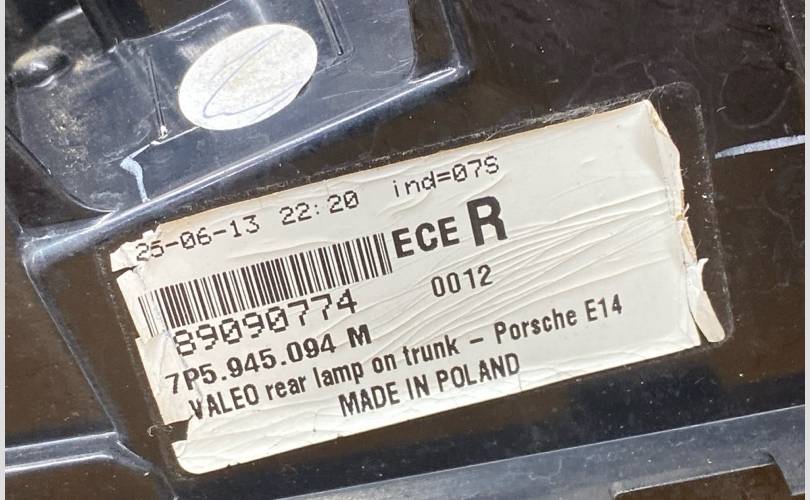 25-06-13 22:20 ind=07S
ECE R
0012
89090774
7P5.945.094 M
VALEO rear lamp on trunk - Porsche E14
MADE IN POLAND